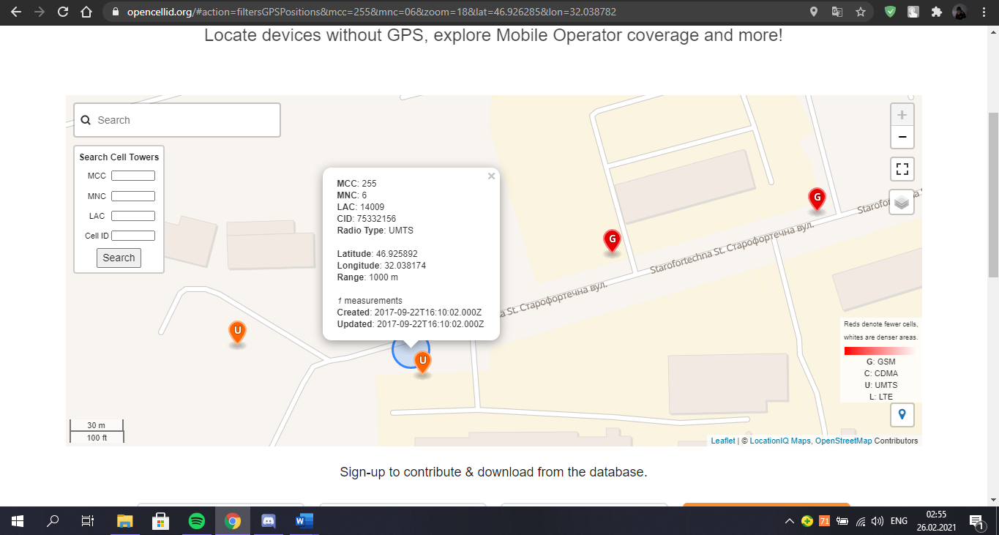 opencellid.org/#action=filtersGPSPositions&mcc=255&mnc=06&zoom=18&lat=46.926285&lon=32.038782
Locate devices without GPS, explore Mobile Operator coverage and more!
Search
Search Cell Towers
MCC
MNC
LAC
Cell ID
Search
MCC: 255
MNC: 6
LAC: 14009
CID: 75332156
Radio Type: UMTS
Latitude: 46.925892
Longitude: 32.038174
Range: 1000 m
1 measurements
Created: 2017-09-22T16:10:02.000Z
Updated: 2017-09-22T16:10:02.000Z
+
−
G
G
U
U
Starofortechna St. Старофортечна вул.
a St. Старофортечна вул.
Starofor
Reds denote fewer cells,
whites are denser areas.
G: GSM
C: CDMA
U: UMTS
L: LTE
30 m
100 ft
Leaflet | © LocationIQ Maps, OpenStreetMap Contributors
Sign-up to contribute & download from the database.
W
71
ENG
02:55
26.02.2021
1